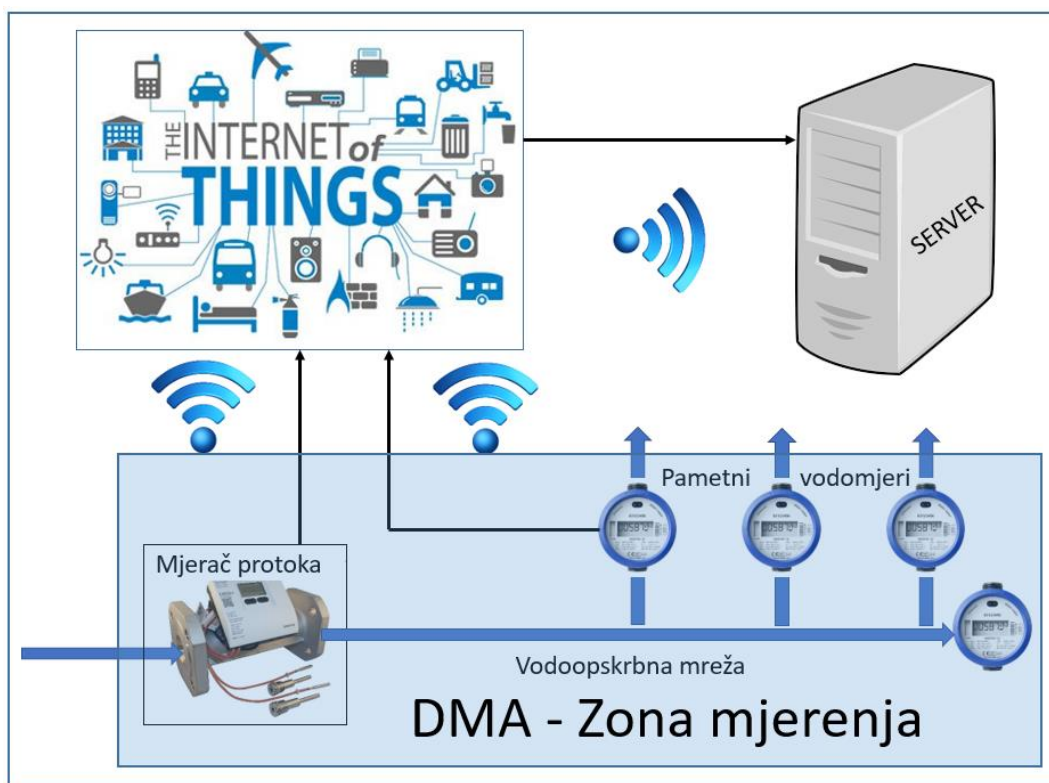 THE INTERNET of
THINGS
SERVER
Pametni vodomjeri
Mjerač protoka
Vodoopskrbna mreža
DMA - Zona mjerenja